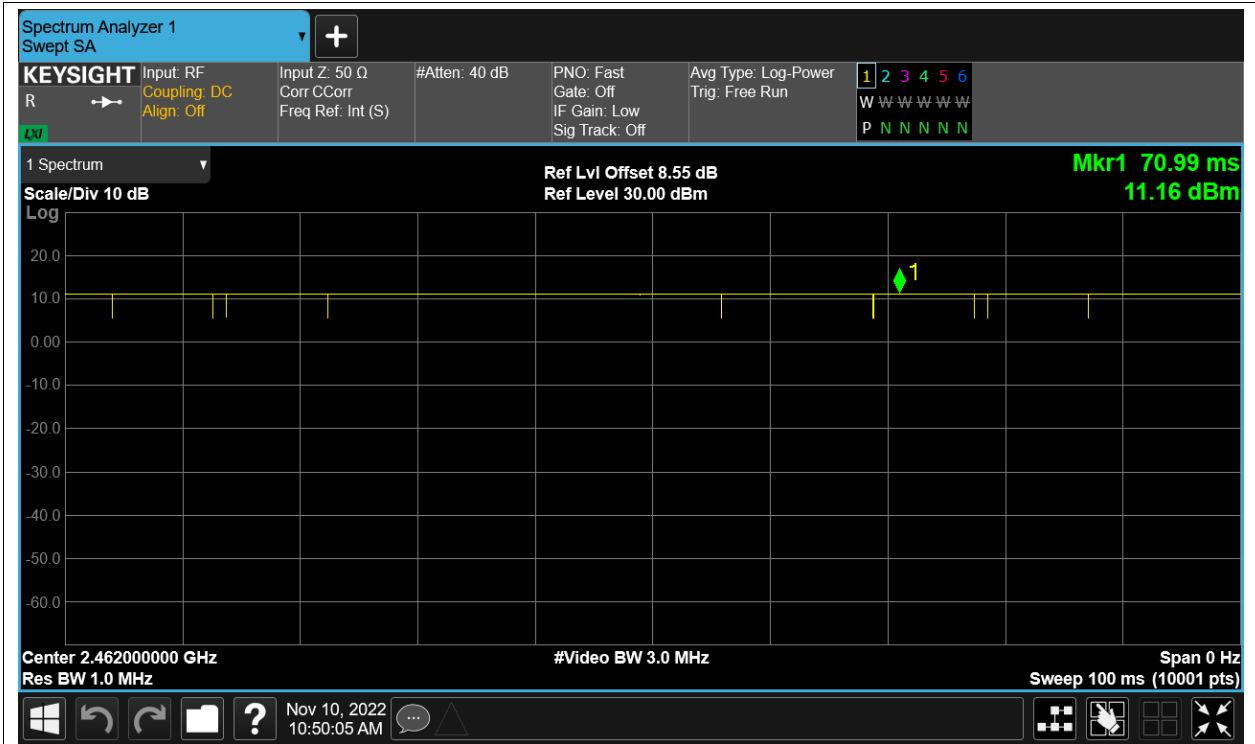 Spectrum Analyzer 1
Swept SA
KEYSIGHT
R
LXI
Input: RF
Coupling: DC
Align: Off
Input Z: 50 Ω
Corr CCorr
Freq Ref: Int (S)
#Atten: 40 dB
PNO: Fast
Gate: Off
IF Gain: Low
Sig Track: Off
Avg Type: Log-Power
Trig: Free Run
1 2 3 4 5 6
W W W W W W
P N N N N N
1 Spectrum
Scale/Div 10 dB
Log
Ref Lvl Offset 8.55 dB
Ref Level 30.00 dBm
Mkr1 70.99 ms
11.16 dBm
1
20.0
10.0
0.00
-10.0
-20.0
-30.0
-40.0
-50.0
-60.0
Center 2.462000000 GHz
Res BW 1.0 MHz
#Video BW 3.0 MHz
Span 0 Hz
Sweep 100 ms (10001 pts)
?
Nov 10, 2022
10:50:05 AM